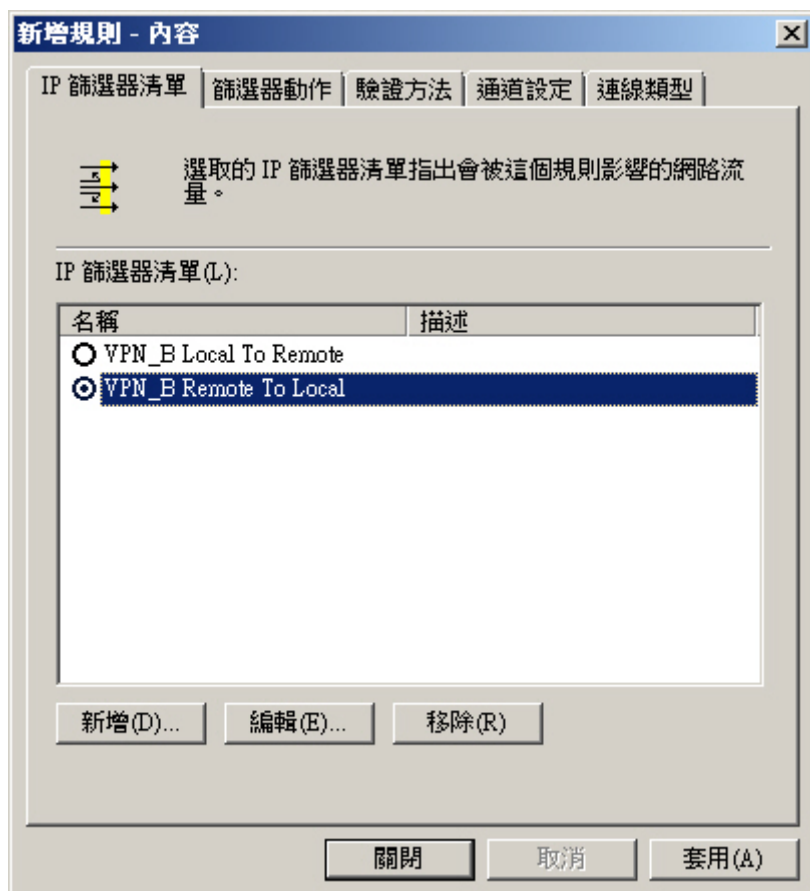 新增規則 - 內容
IP 篩選器清單 篩選器動作 驗證方法 通道設定 連線類型
選取的 IP 篩選器清單指出會被這個規則影響的網路流
量。
IP 篩選器清單(L):
名稱 描述
VPN_B Local To Remote
VPN_B Remote To Local
新增(D)... 編輯(E)... 移除(R)
關閉 取消 套用(A)